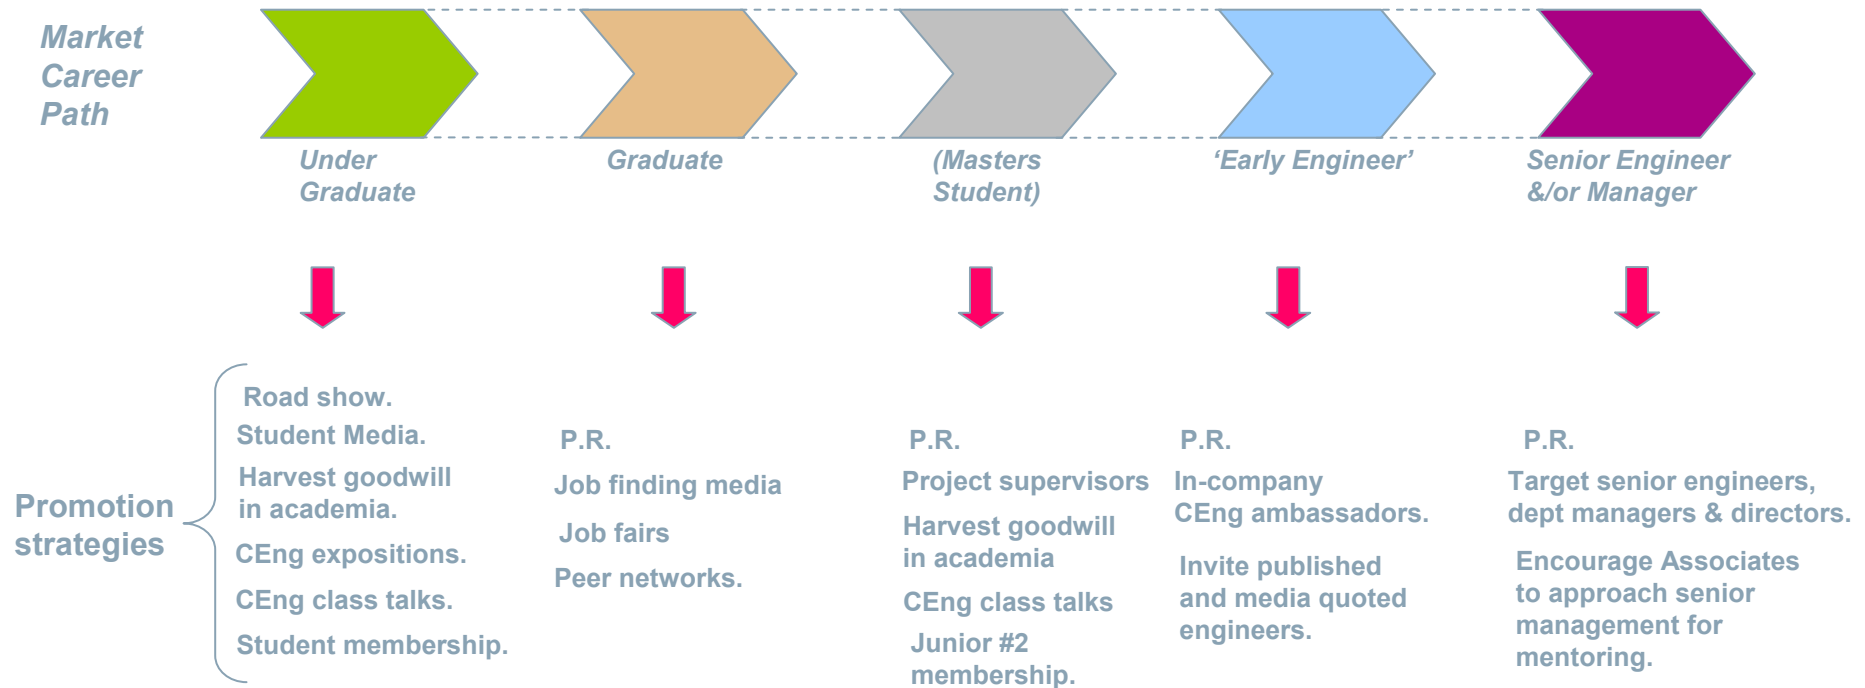 Market
Career
Path
Under
Graduate
Graduate
(Masters
Student)
‘Early Engineer’
Senior Engineer
&/or Manager
Promotion
strategies
Road show.
Student Media.
Harvest goodwill
in academia.
CEng expositions.
CEng class talks.
Student membership.
P.R.
Job finding media
Job fairs
Peer networks.
P.R.
Project supervisors
Harvest goodwill
in academia
CEng class talks
Junior #2
membership.
P.R.
In-company
CEng ambassadors.
Invite published
and media quoted
engineers.
P.R.
Target senior engineers,
dept managers & directors.
Encourage Associates
to approach senior
management for
mentoring.